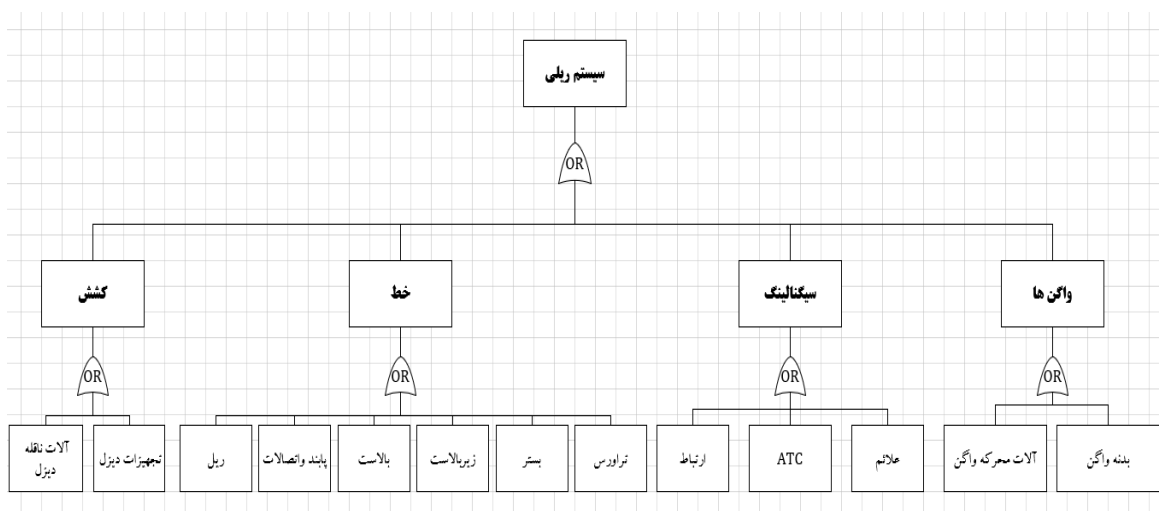 سیستم ریلی
OR
کشش
خط
سیگنالینگ
واگن ها
OR
OR
OR
OR
آلات ناقله
دیزل
تجهیزات دیزل
ریل
پابند واتصالات
بالاست
زیربالاست
بستر
تراورس
ارتباط
ATC
علائم
آلات محرکه واگن
بدنه واگن